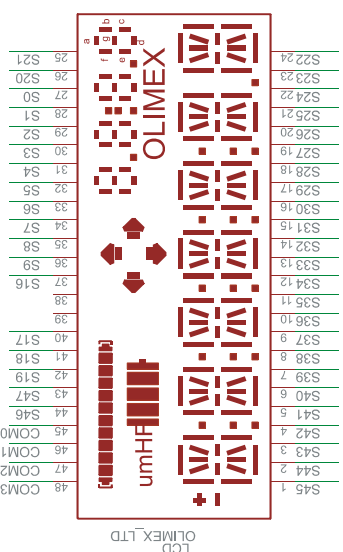 b c
a g d
f e
OLIMEX
S21 25
S20 26
S0 27
S1 28
S2 29
S3 30
S4 31
S5 32
S6 33
S7 34
S8 35
S9 36
S16 37
38
39
S17 40
S18 41
S19 42
S47 43
S46 44
COM0 45
COM1 46
COM2 47
COM3 48
24 S22
23 S23
22 S24
21 S25
20 S26
19 S27
18 S28
17 S29
16 S30
15 S31
14 S32
13 S33
12 S34
11 S35
10 S36
9 S37
8 S38
7 S39
6 S40
5 S41
4 S42
3 S43
2 S44
1 S45
+ -
LCD
OLIMEX_LTD